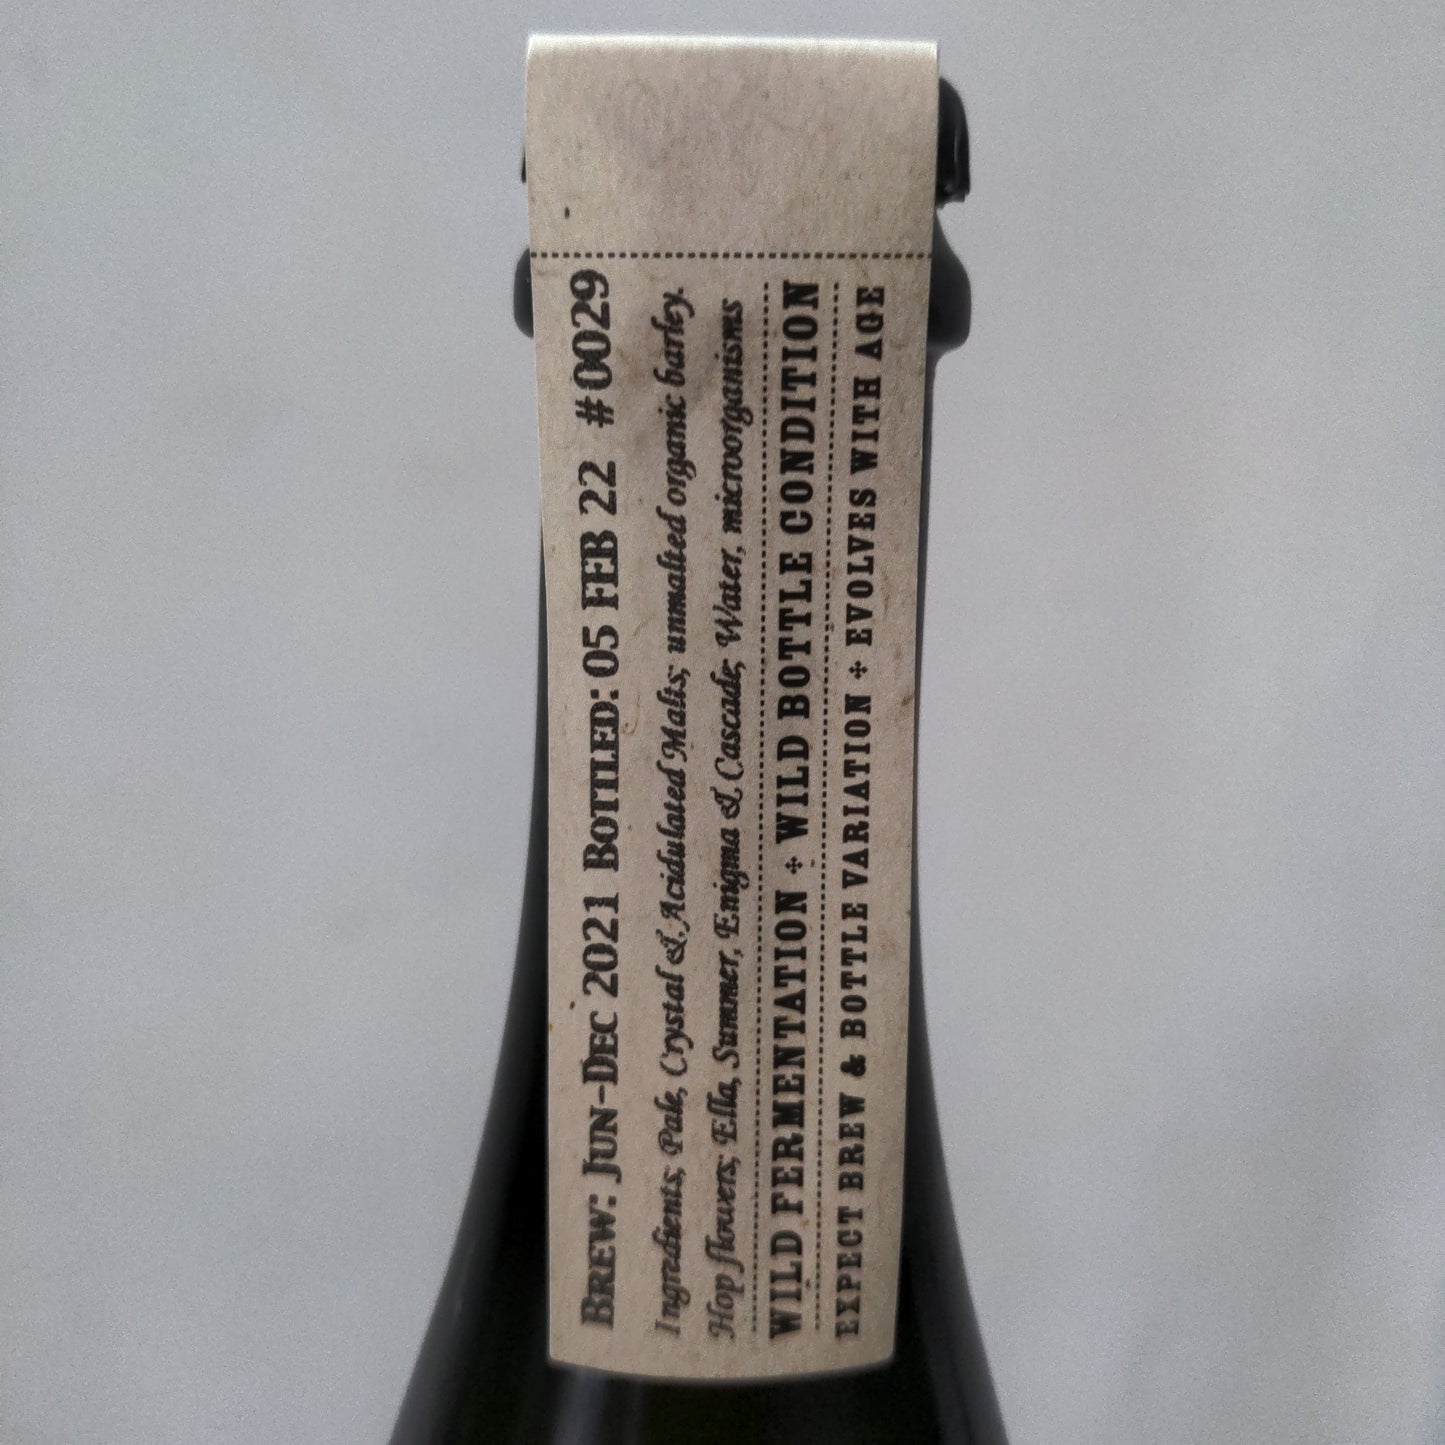 BREW: JUN-DEC 2021 BOTTLED: 05 FEB 22 #0029
Ingredients; Pale, Crystal & Acidulated Malts; unmalted organic barley.
Hop flowers; Ella, Summer, Enigma & Cascade; Water, microorganisms
WILD FERMENTATION ✣ WILD BOTTLE CONDITION
EXPECT BREW & BOTTLE VARIATION ✣ EVOLVES WITH AGE